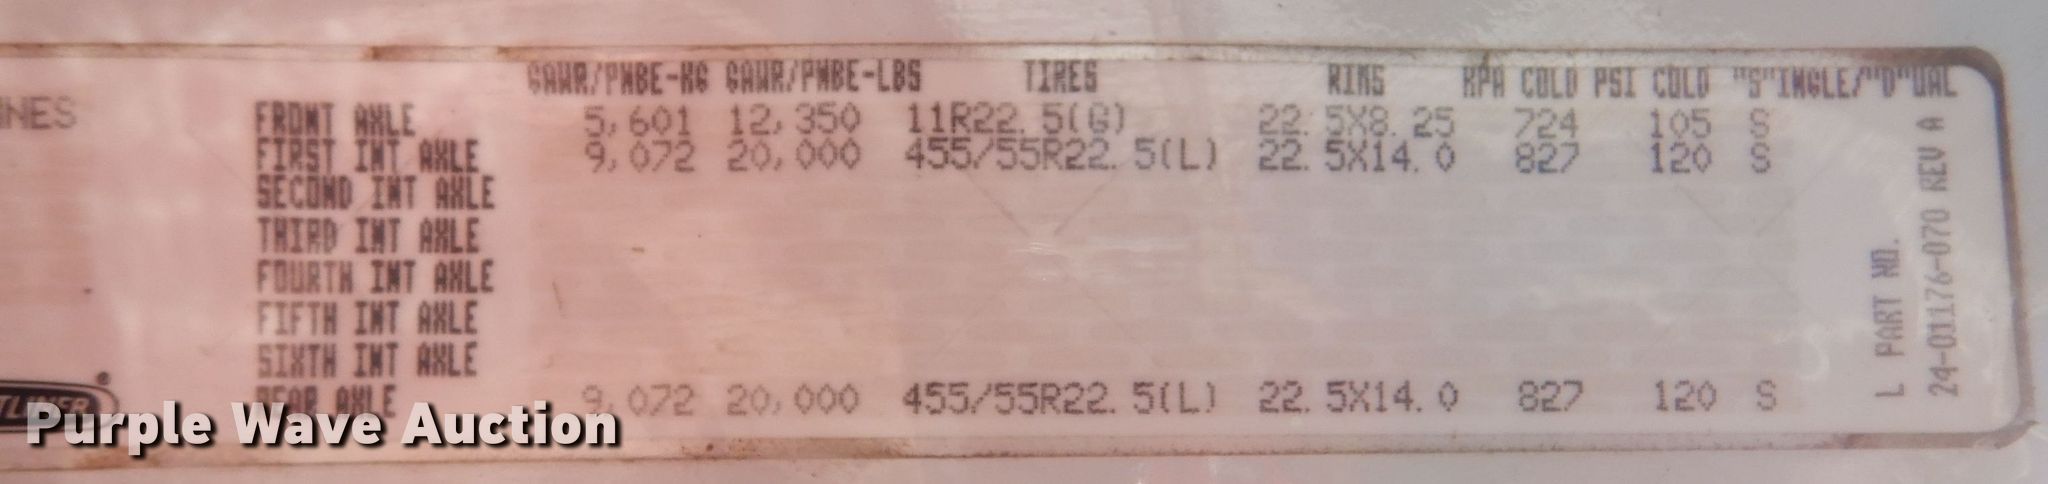 GAWR/PNBE-KG GAWR/PNBE-LBS TIRES RIMS KPA COLD PSI COLD "S"INGLE/"D"UAL
INES
FRONT AXLE 5,601 12,350 11R22.5(G) 22.5X8.25 724 105 S
FIRST INT AXLE 9,072 20,000 455/55R22.5(L) 22.5X14.0 827 120 S
SECOND INT AXLE
THIRD INT AXLE
FOURTH INT AXLE
FIFTH INT AXLE
SIXTH INT AXLE
REAR AXLE 9,072 20,000 455/55R22.5(L) 22.5X14.0 827 120 S
L PART NO.
24-01176-070 REV A
TLINER®
Purple Wave Auction